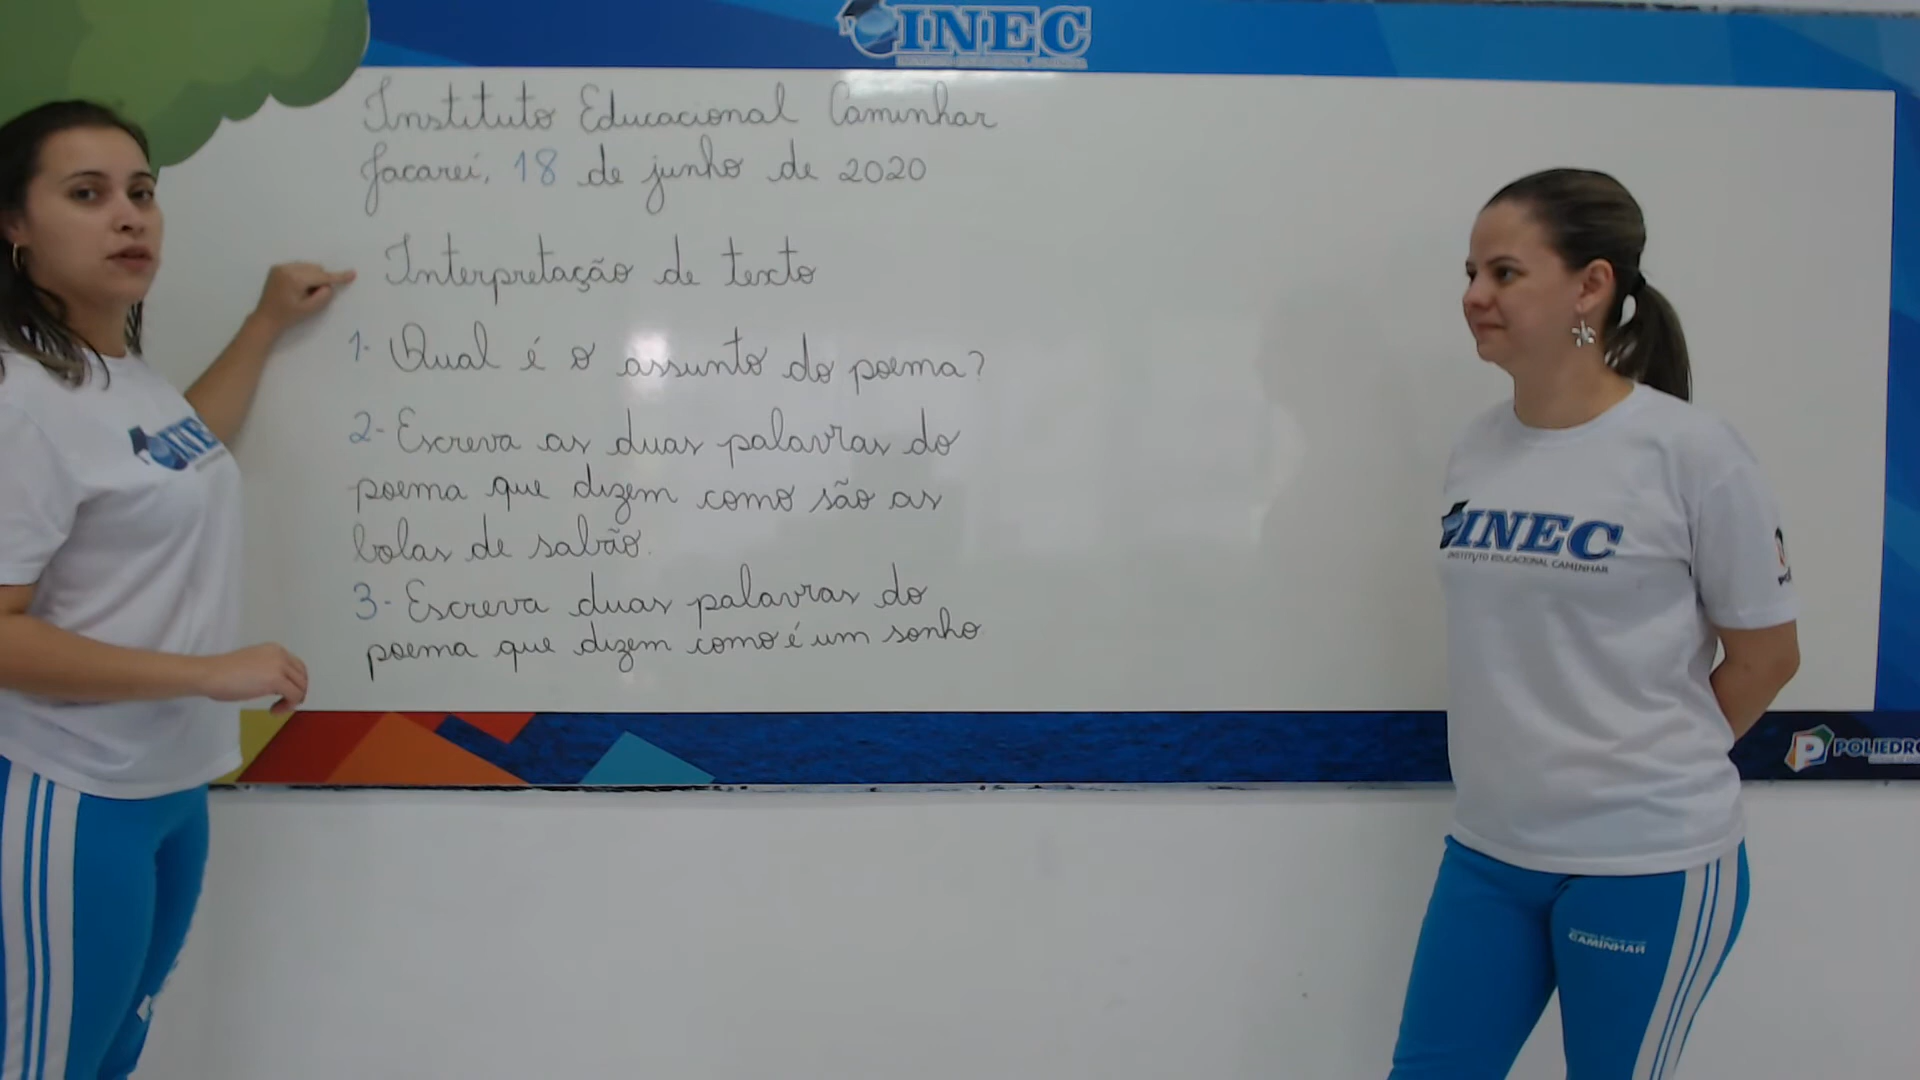 INEC
Instituto Educacional Caminhar
Jacareí, 18 de junho de 2020
Interpretação de texto
1- Qual é o assunto do poema?
2- Escreva as duas palavras do
poema que dizem como são as
bolas de sabão.
3- Escreva duas palavras do
poema que dizem como é um sonho
INE
INEC
INSTITUTO EDUCACIONAL CAMINHAR
POLIEDRO
CAMINHAR